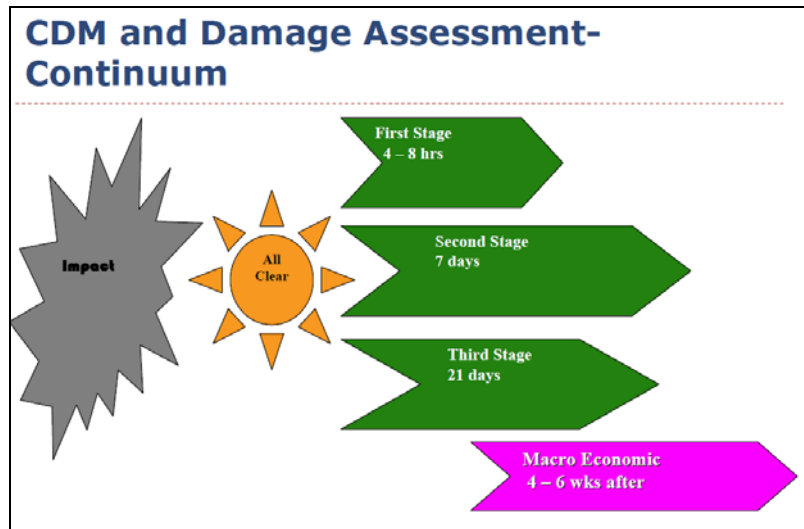 CDM and Damage Assessment-
Continuum
First Stage
4 – 8 hrs
Impact
All
Clear
Second Stage
7 days
Third Stage
21 days
Macro Economic
4 – 6 wks after